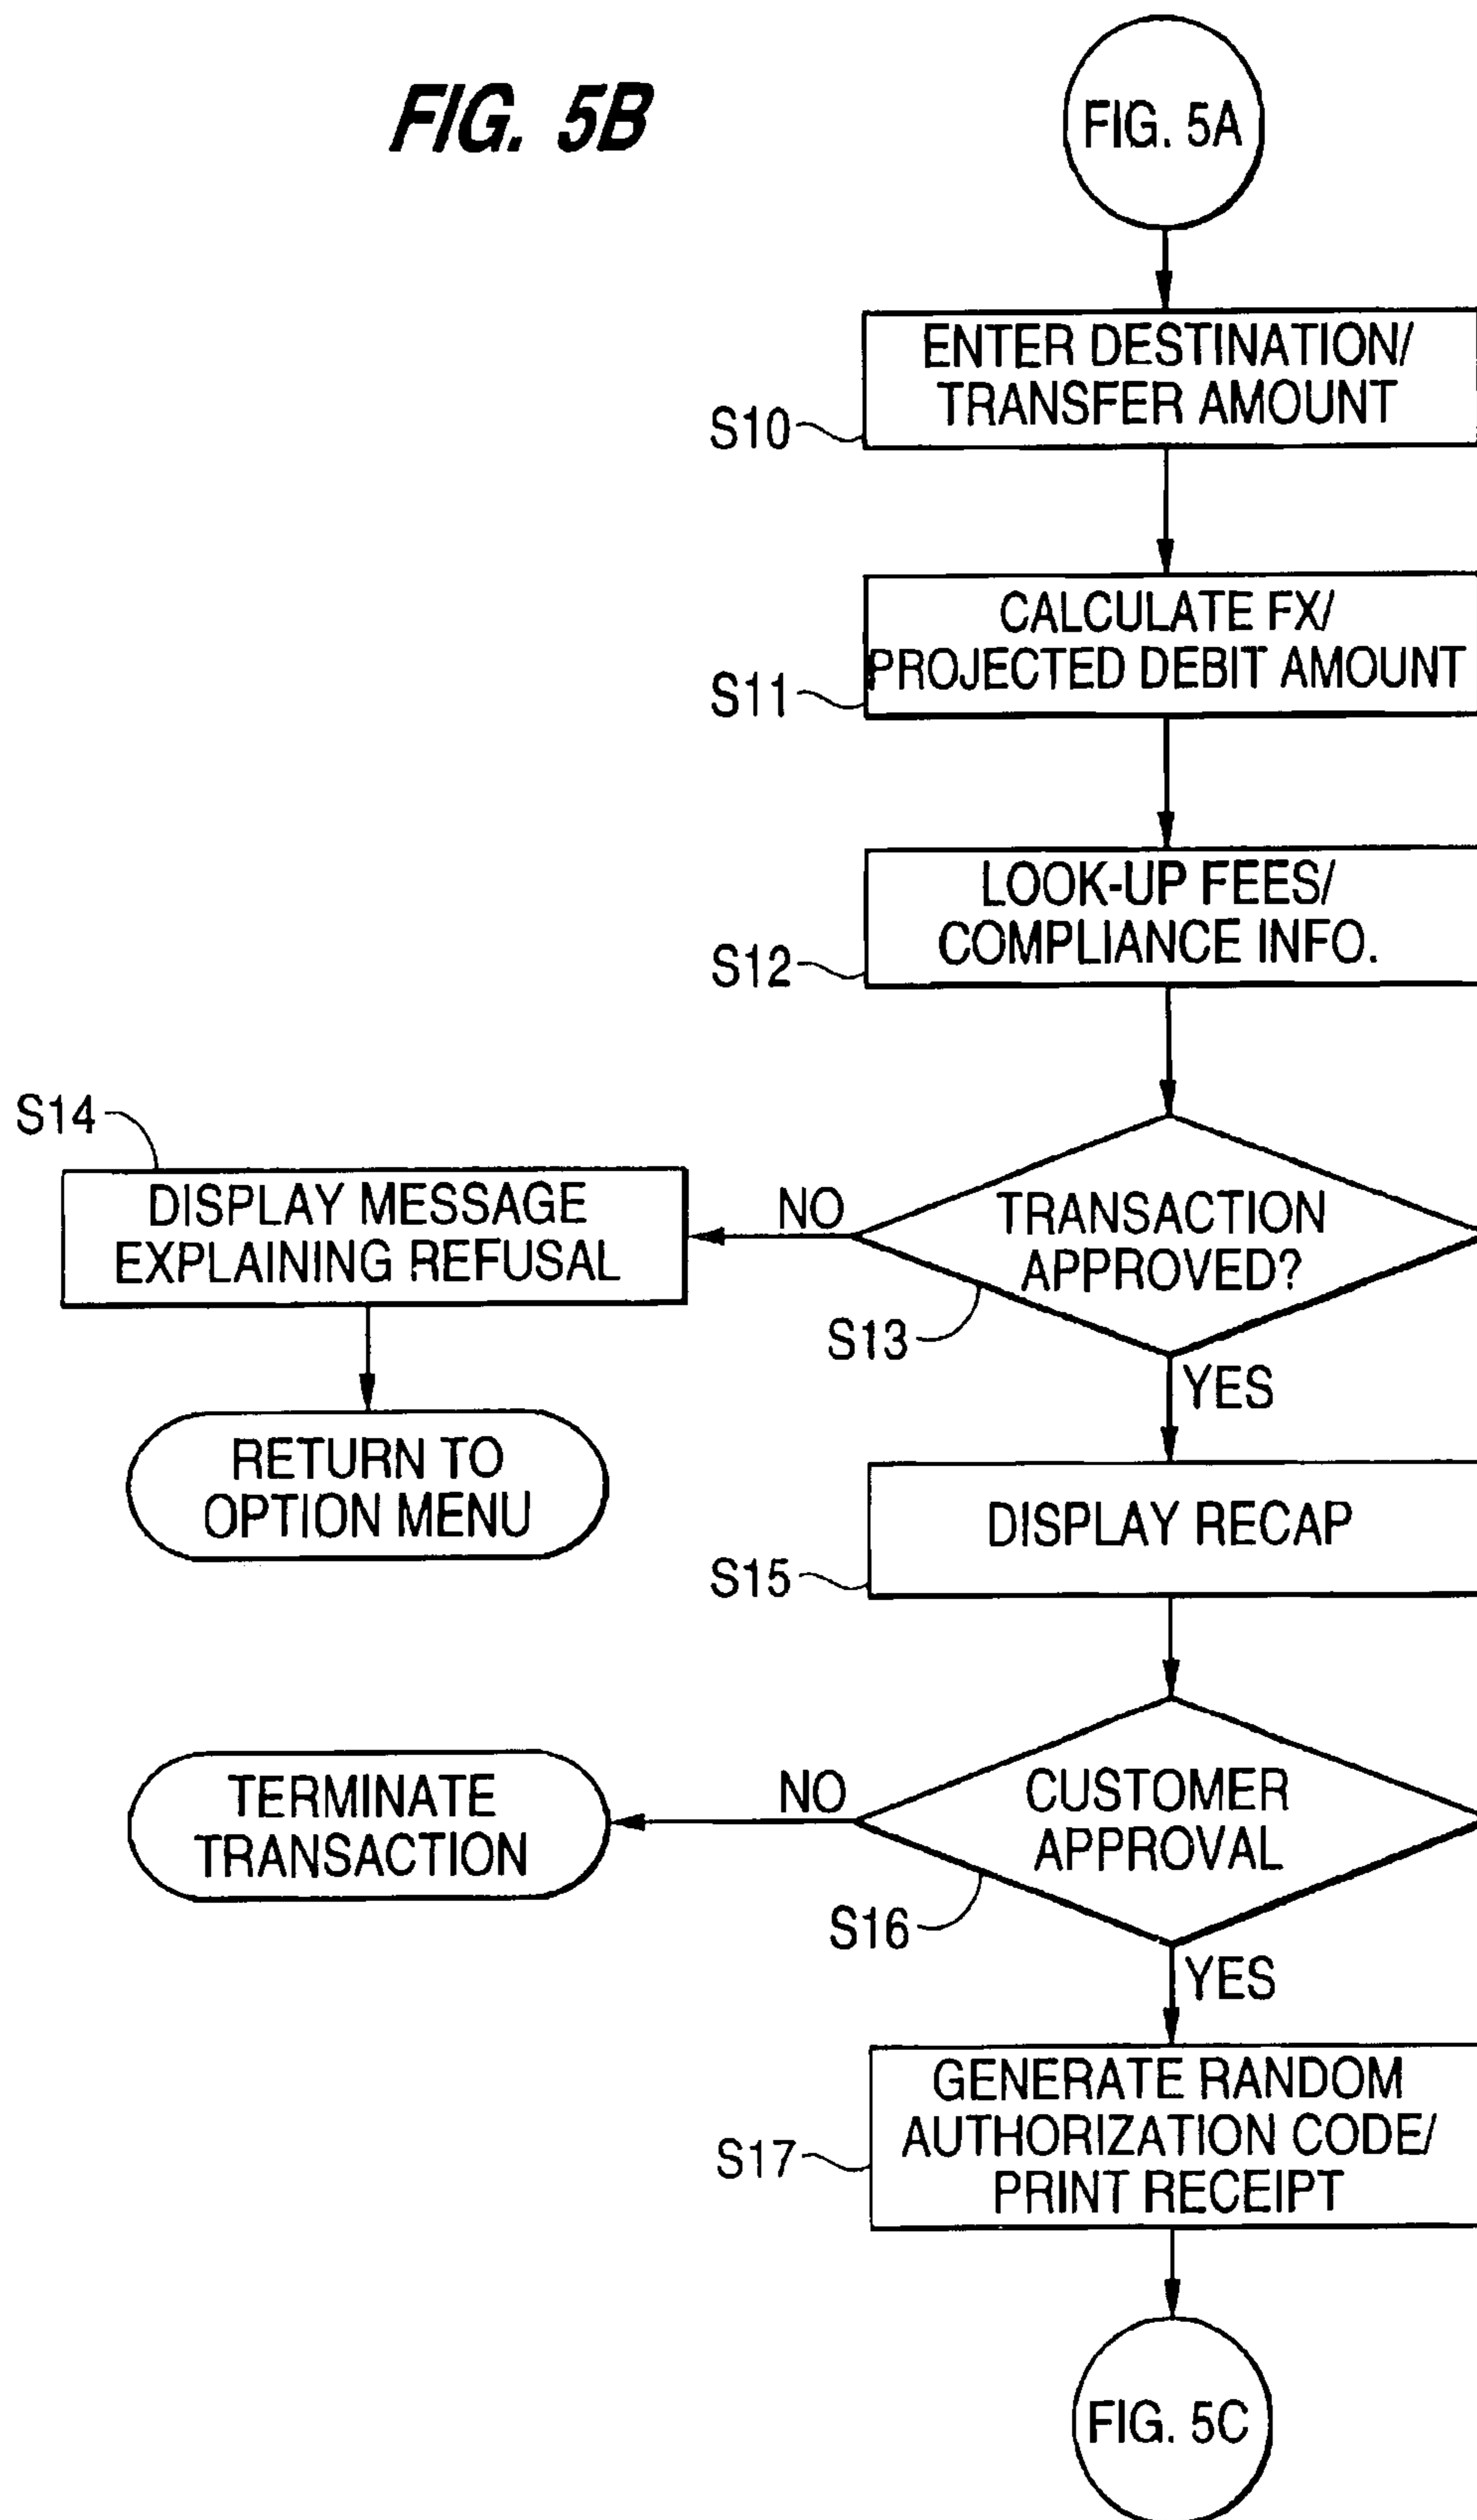 FIG. 5B
FIG. 5A
ENTER DESTINATION/
TRANSFER AMOUNT
S10
CALCULATE FX/
PROJECTED DEBIT AMOUNT
S11
LOOK-UP FEES/
COMPLIANCE INFO.
S12
S14
DISPLAY MESSAGE
EXPLAINING REFUSAL
NO
TRANSACTION
APPROVED?
S13
YES
RETURN TO
OPTION MENU
DISPLAY RECAP
S15
TERMINATE
TRANSACTION
NO
CUSTOMER
APPROVAL
S16
YES
GENERATE RANDOM
AUTHORIZATION CODE/
PRINT RECEIPT
S17
FIG. 5C